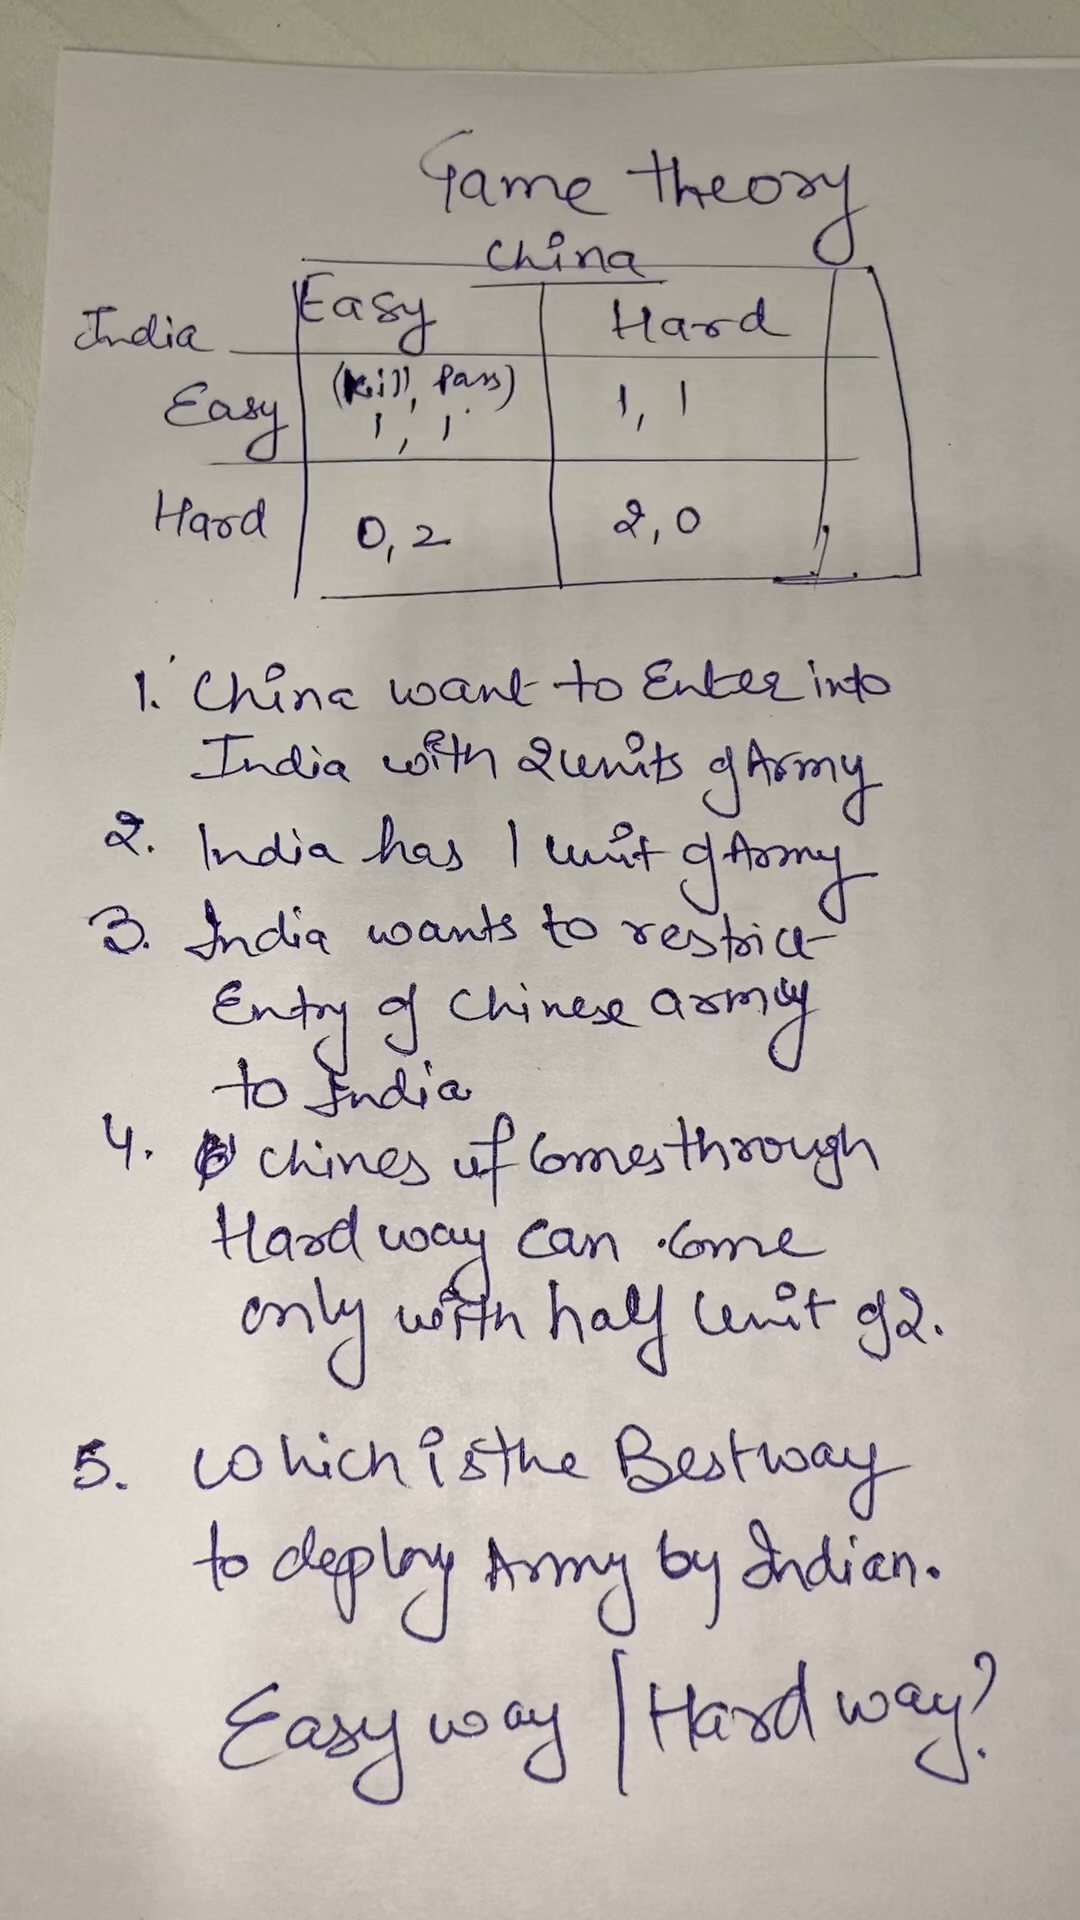 Game theory
China
India Easy Hard
Easy (Kill, Pass) 1, 1
1, 1
Hard 0, 2 2, 0
1. China want to Enter into
India with 2 units of Army
2. India has 1 unit of Army
3. India wants to restrict
Entry of Chinese army
to India
4. Chines if Comes through
Hard way can come
only with half Unit of 2.
5. Which is the Best way
to deploy Army by Indian.
Easy way | Hard way?